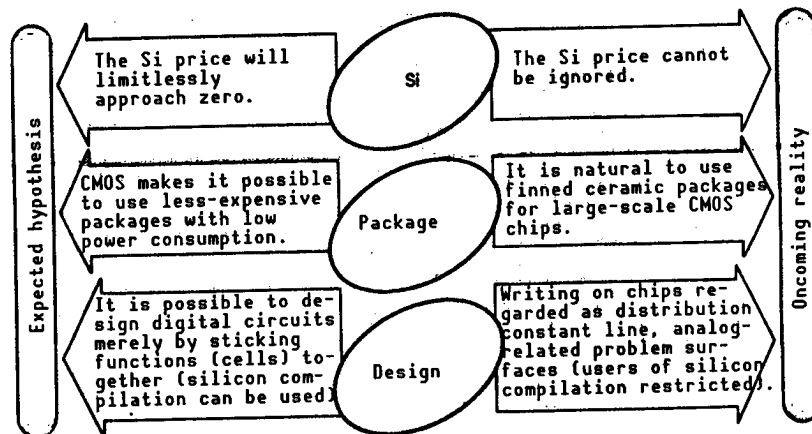 Expected hypothesis
The Si price will
limitlessly
approach zero.
Si
The Si price cannot
be ignored.
CMOS makes it possible
to use less-expensive
packages with low
power consumption.
Package
It is natural to use
finned ceramic packages
for large-scale CMOS
chips.
It is possible to de-
sign digital circuits
merely by sticking
functions (cells) to-
gether (silicon com-
pilation can be used)
Design
Writing on chips re-
garded as distribution
constant line, analog-
related problem sur-
faces (users of silicon
compilation restricted).
Oncoming reality